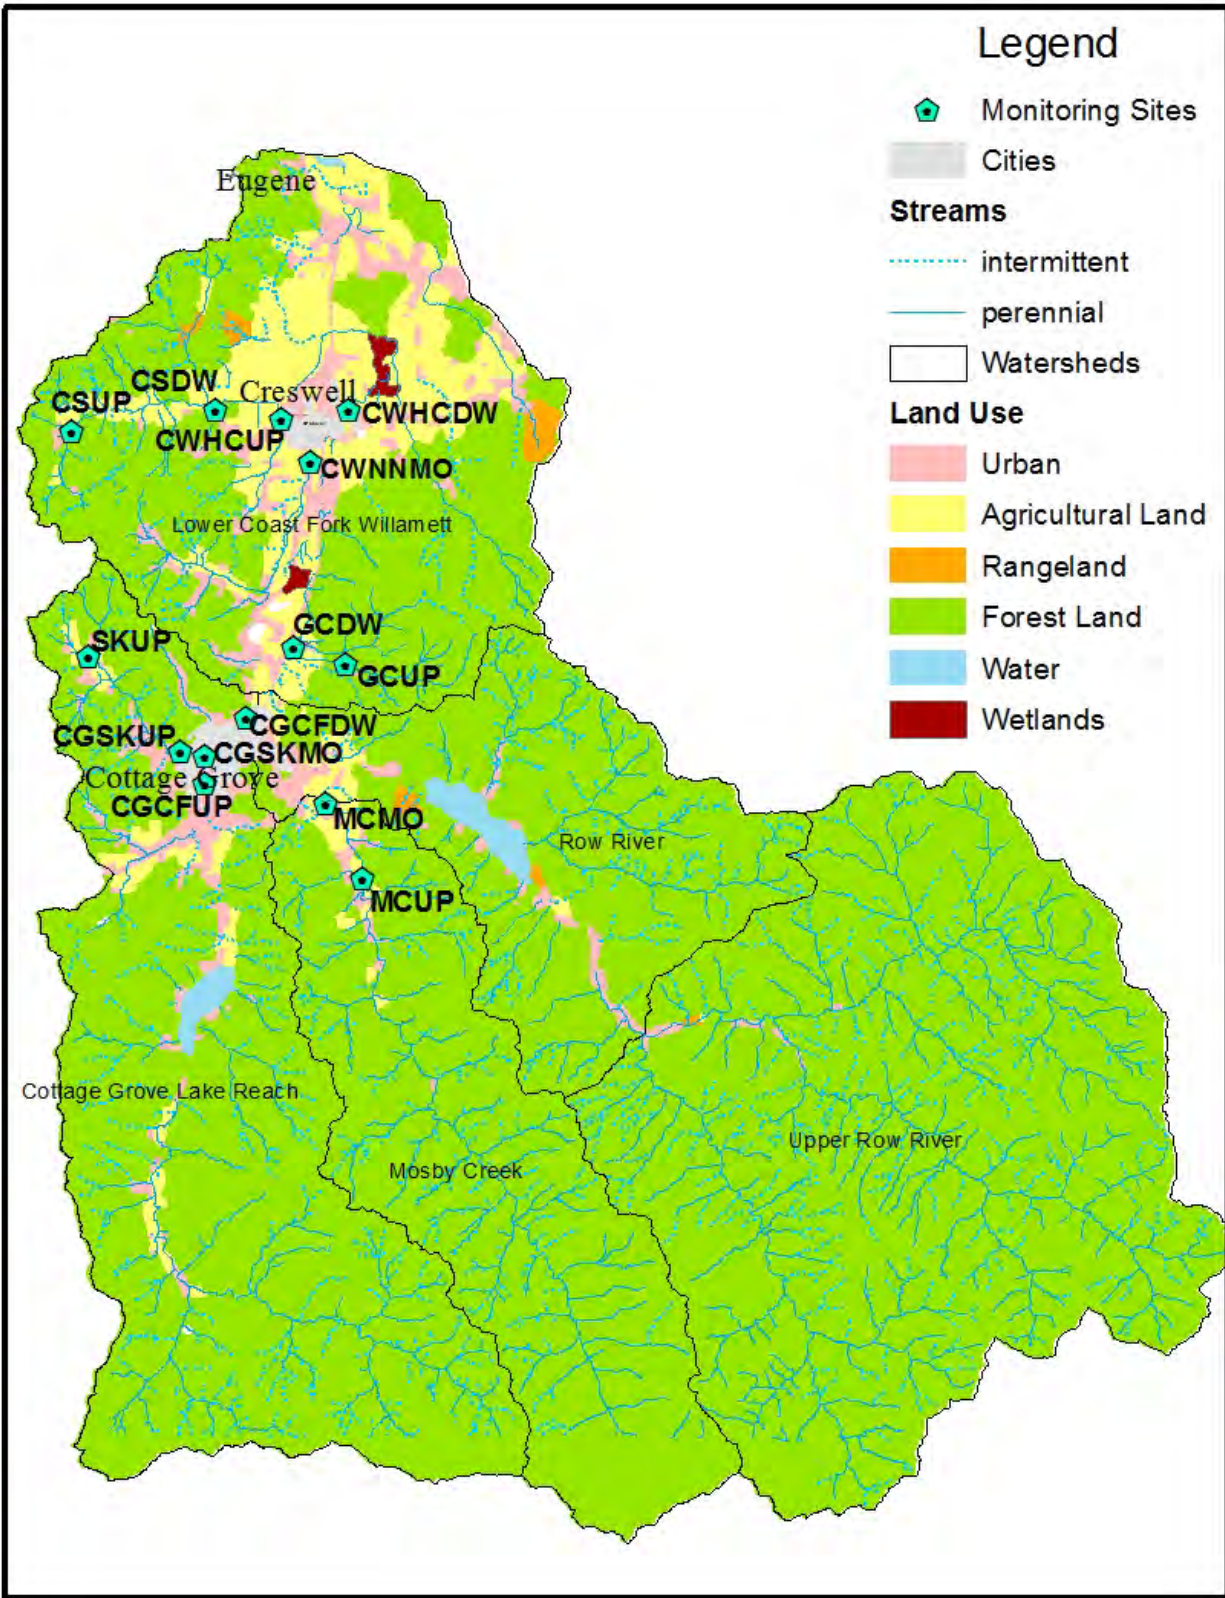 Legend
Monitoring Sites
Cities
Streams
intermittent
perennial
Watersheds
Land Use
Urban
Agricultural Land
Rangeland
Forest Land
Water
Wetlands
Eugene
CSDW
Creswell
CSUP
CWHCDW
CWHCUP
CWNNMO
Lower Coast Fork Willamett
GCDW
SKUP
GCUP
CGCFDW
CGSKUP
CGSKMO
Cottage Grove
CGCFUP
MCMO
Row River
MCUP
Cottage Grove Lake Reach
Upper Row River
Mosby Creek